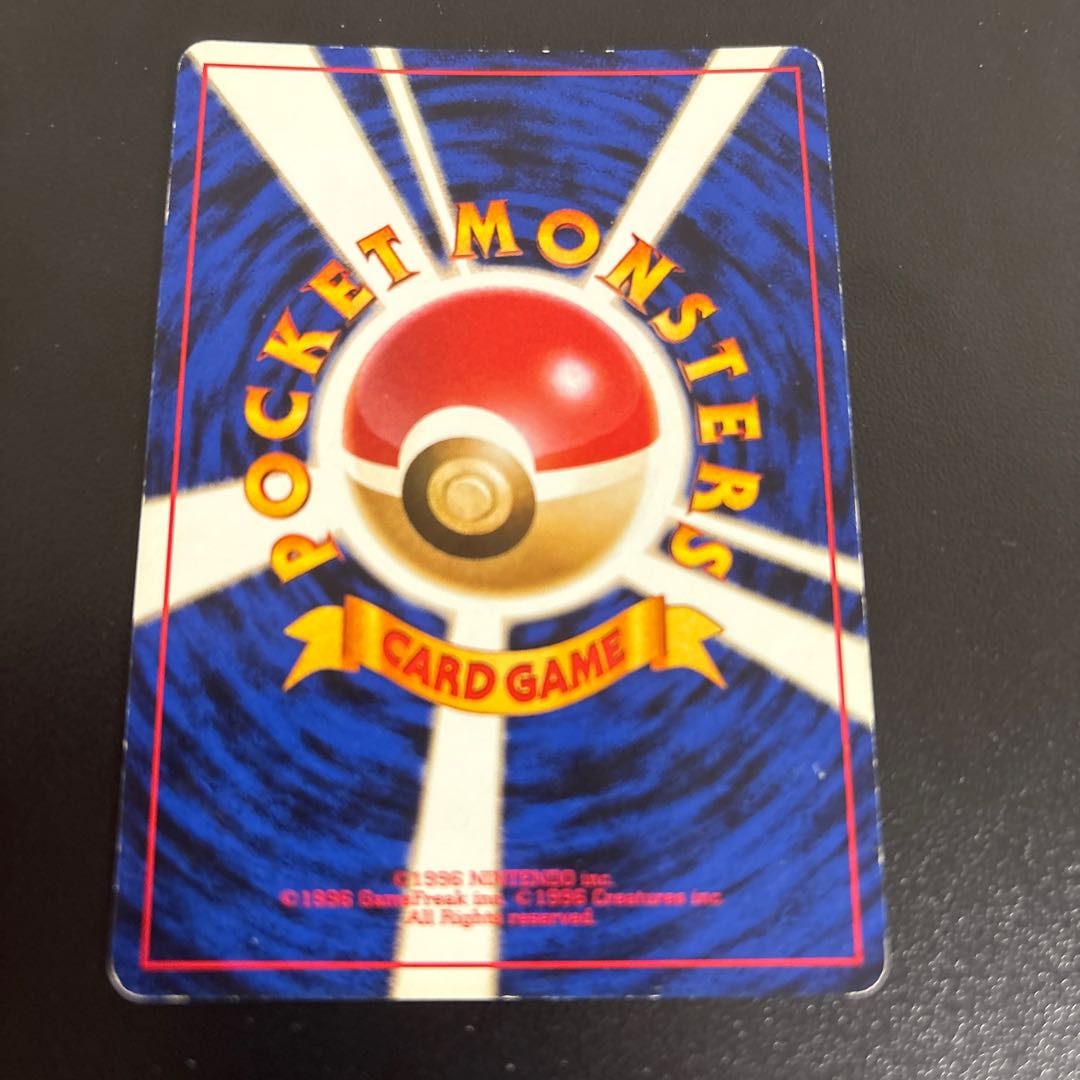 POCKET MONSTERS
CARD GAME
©1996 NINTENDO inc.
©1996 GameFreak inc. ©1996 Creatures inc.
All Rights reserved.